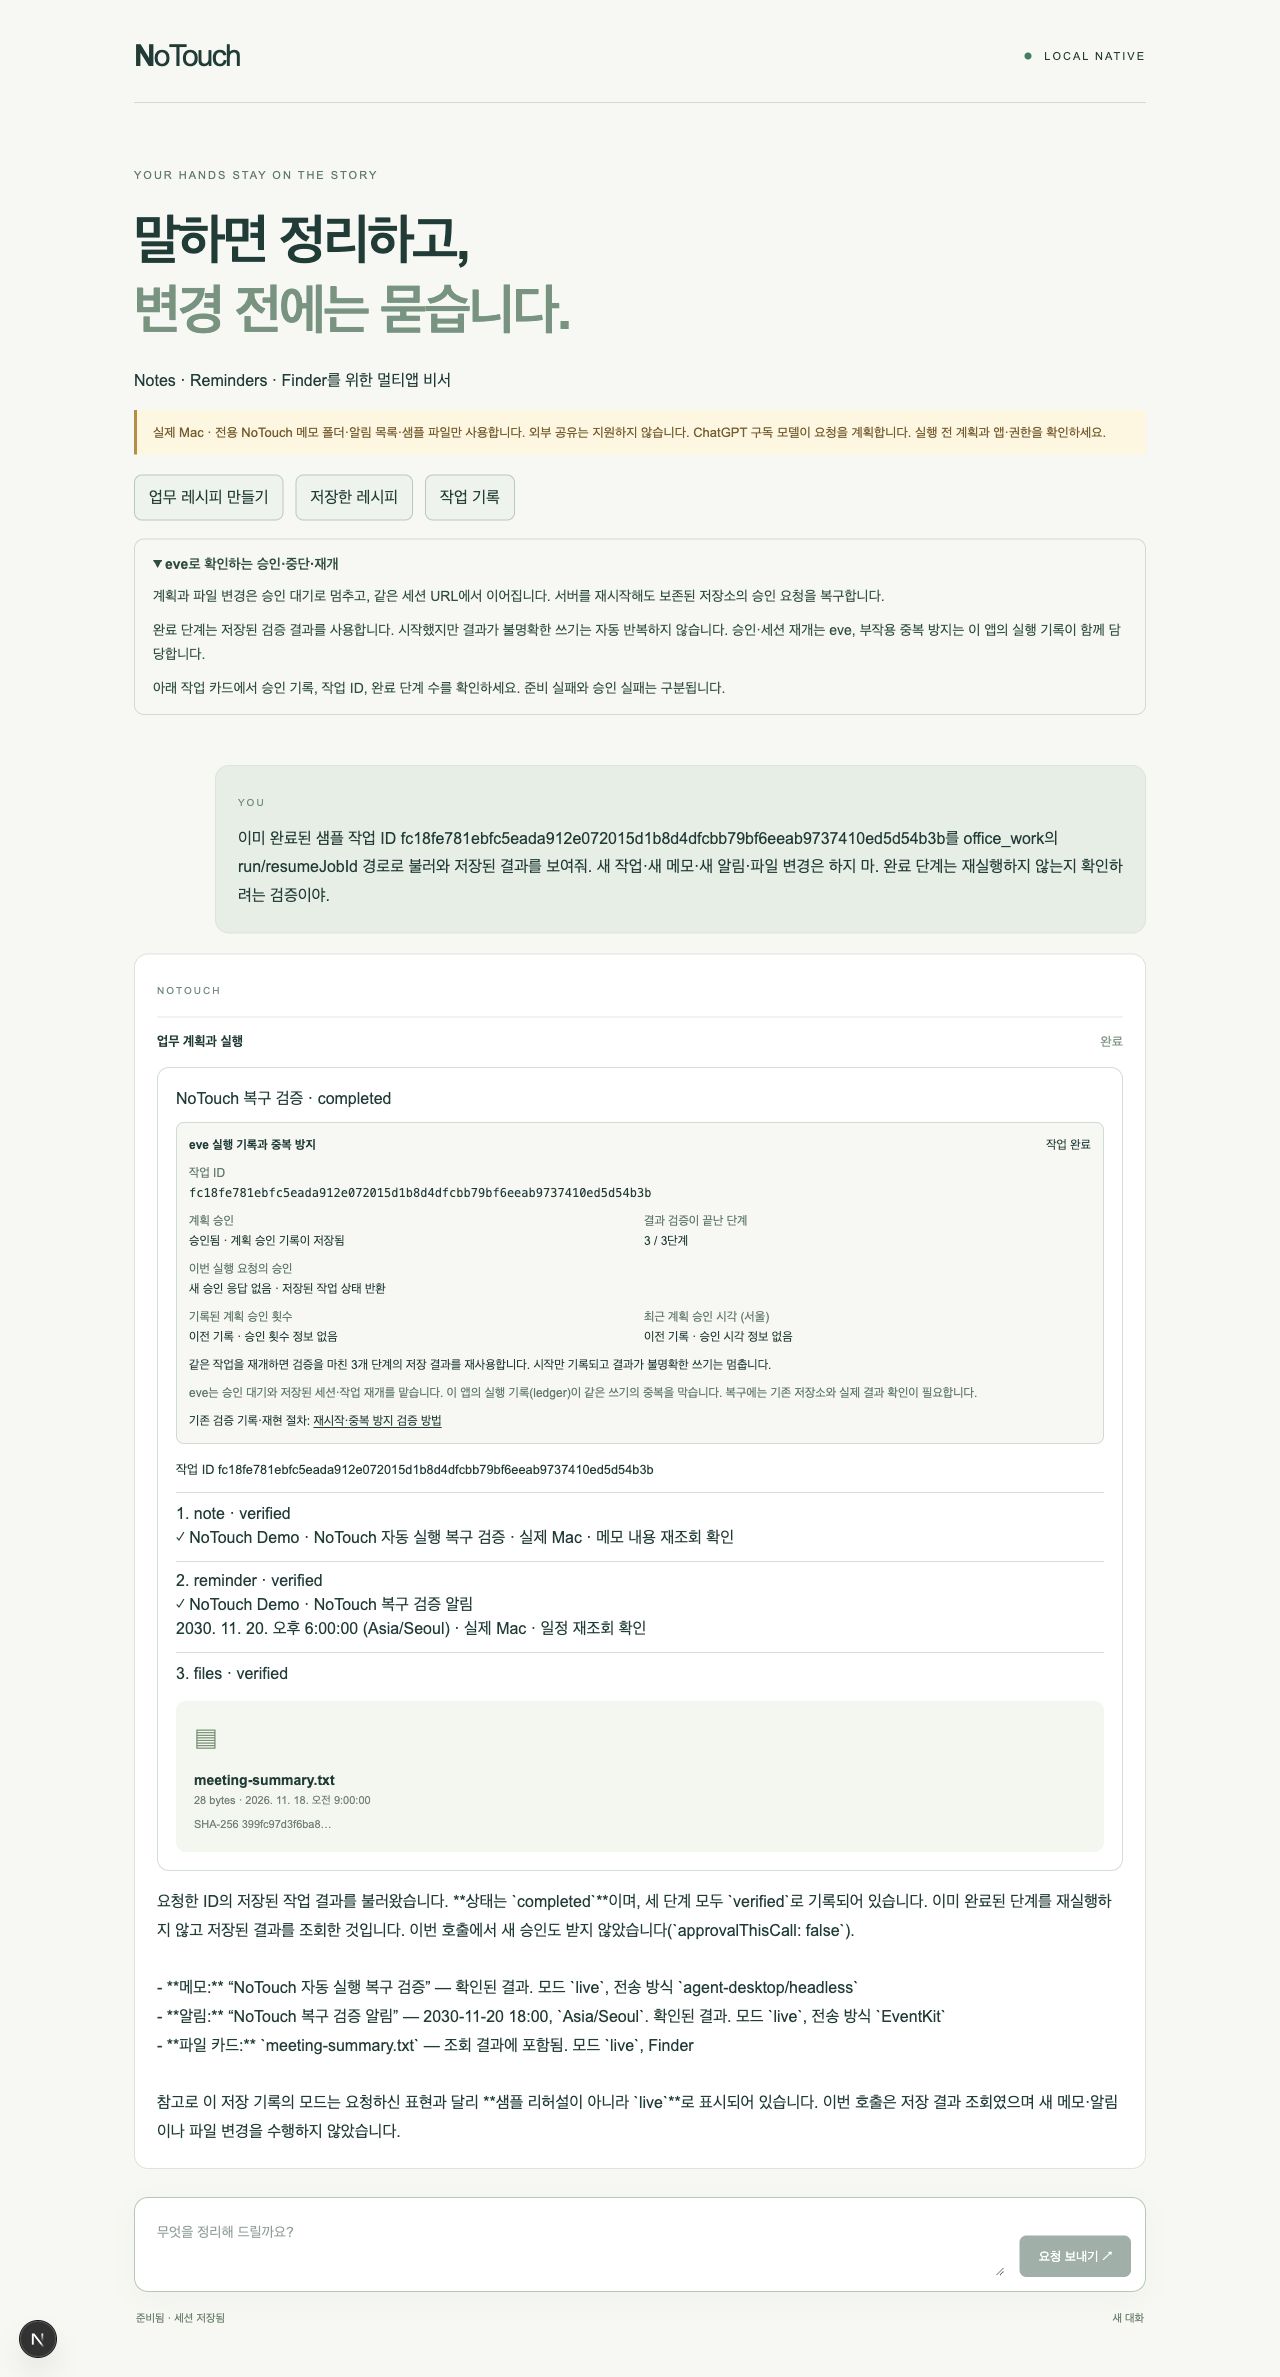 NoTouch
LOCAL NATIVE
YOUR HANDS STAY ON THE STORY
말하면 정리하고,
변경 전에는 묻습니다.
Notes · Reminders · Finder를 위한 멀티앱 비서
실제 Mac · 전용 NoTouch 메모 폴더·알림 목록·샘플 파일만 사용합니다. 외부 공유는 지원하지 않습니다. ChatGPT 구독 모델이 요청을 계획합니다. 실행 전 계획과 앱·권한을 확인하세요.
업무 레시피 만들기
저장한 레시피
작업 기록
▼ eve로 확인하는 승인·중단·재개
계획과 파일 변경은 승인 대기로 멈추고, 같은 세션 URL에서 이어집니다. 서버를 재시작해도 보존된 저장소의 승인 요청을 복구합니다.
완료 단계는 저장된 검증 결과를 사용합니다. 시작했지만 결과가 불명확한 쓰기는 자동 반복하지 않습니다. 승인·세션 재개는 eve, 부작용 중복 방지는 이 앱의 실행 기록이 함께 담
당합니다.
아래 작업 카드에서 승인 기록, 작업 ID, 완료 단계 수를 확인하세요. 준비 실패와 승인 실패는 구분됩니다.
YOU
이미 완료된 샘플 작업 ID fc18fe781ebfc5eada912e072015d1b8d4dfcbb79bf6eeab9737410ed5d54b3b를 office_work의
run/resumeJobId 경로로 불러와 저장된 결과를 보여줘. 새 작업·새 메모·새 알림·파일 변경은 하지 마. 완료 단계는 재실행하지 않는지 확인하
려는 검증이야.
NOTOUCH
업무 계획과 실행
완료
NoTouch 복구 검증 · completed
eve 실행 기록과 중복 방지
작업 완료
작업 ID
fc18fe781ebfc5eada912e072015d1b8d4dfcbb79bf6eeab9737410ed5d54b3b
계획 승인
승인됨 · 계획 승인 기록이 저장됨
결과 검증이 끝난 단계
3 / 3단계
이번 실행 요청의 승인
새 승인 응답 없음 · 저장된 작업 상태 반환
기록된 계획 승인 횟수
이전 기록 · 승인 횟수 정보 없음
최근 계획 승인 시각 (서울)
이전 기록 · 승인 시각 정보 없음
같은 작업을 재개하면 검증을 마친 3개 단계의 저장 결과를 재사용합니다. 시작만 기록되고 결과가 불명확한 쓰기는 멈춥니다.
eve는 승인 대기와 저장된 세션·작업 재개를 맡습니다. 이 앱의 실행 기록(ledger)이 같은 쓰기의 중복을 막습니다. 복구에는 기존 저장소와 실제 결과 확인이 필요합니다.
기존 검증 기록·재현 절차: 재시작·중복 방지 검증 방법
작업 ID fc18fe781ebfc5eada912e072015d1b8d4dfcbb79bf6eeab9737410ed5d54b3b
1. note · verified
✓ NoTouch Demo · NoTouch 자동 실행 복구 검증 · 실제 Mac · 메모 내용 재조회 확인
2. reminder · verified
✓ NoTouch Demo · NoTouch 복구 검증 알림
2030. 11. 20. 오후 6:00:00 (Asia/Seoul) · 실제 Mac · 일정 재조회 확인
3. files · verified
meeting-summary.txt
28 bytes · 2026. 11. 18. 오전 9:00:00
SHA-256 399fc97d3f6ba8…
요청한 ID의 저장된 작업 결과를 불러왔습니다. **상태는 `completed`**이며, 세 단계 모두 `verified`로 기록되어 있습니다. 이미 완료된 단계를 재실행하
지 않고 저장된 결과를 조회한 것입니다. 이번 호출에서 새 승인도 받지 않았습니다(`approvalThisCall: false`).
- **메모:** “NoTouch 자동 실행 복구 검증” — 확인된 결과. 모드 `live`, 전송 방식 `agent-desktop/headless`
- **알림:** “NoTouch 복구 검증 알림” — 2030-11-20 18:00, `Asia/Seoul`. 확인된 결과. 모드 `live`, 전송 방식 `EventKit`
- **파일 카드:** `meeting-summary.txt` — 조회 결과에 포함됨. 모드 `live`, Finder
참고로 이 저장 기록의 모드는 요청하신 표현과 달리 **샘플 리허설이 아니라 `live`**로 표시되어 있습니다. 이번 호출은 저장 결과 조회였으며 새 메모·알림
이나 파일 변경을 수행하지 않았습니다.
무엇을 정리해 드릴까요?
요청 보내기 ↗
준비됨 · 세션 저장됨
새 대화
N